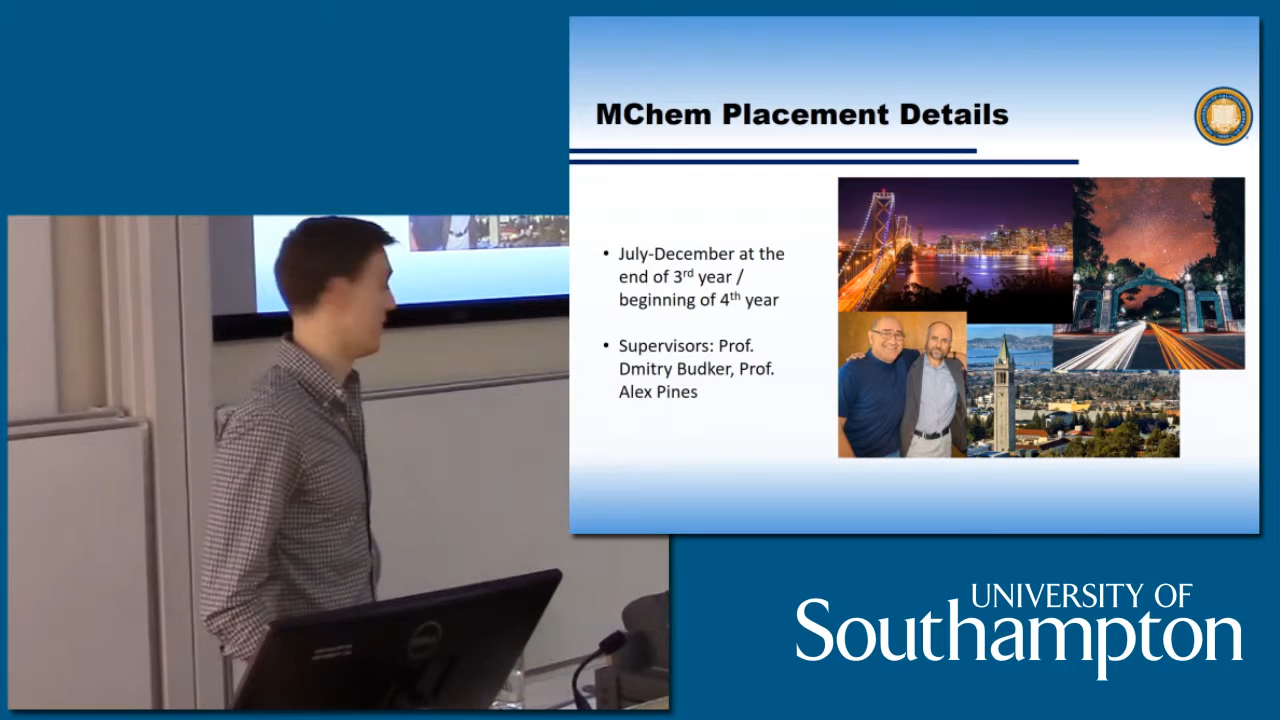 MChem Placement Details
• July-December at the
end of 3rd year /
beginning of 4th year
• Supervisors: Prof.
Dmitry Budker, Prof.
Alex Pines
DELL
UNIVERSITY OF
Southampton